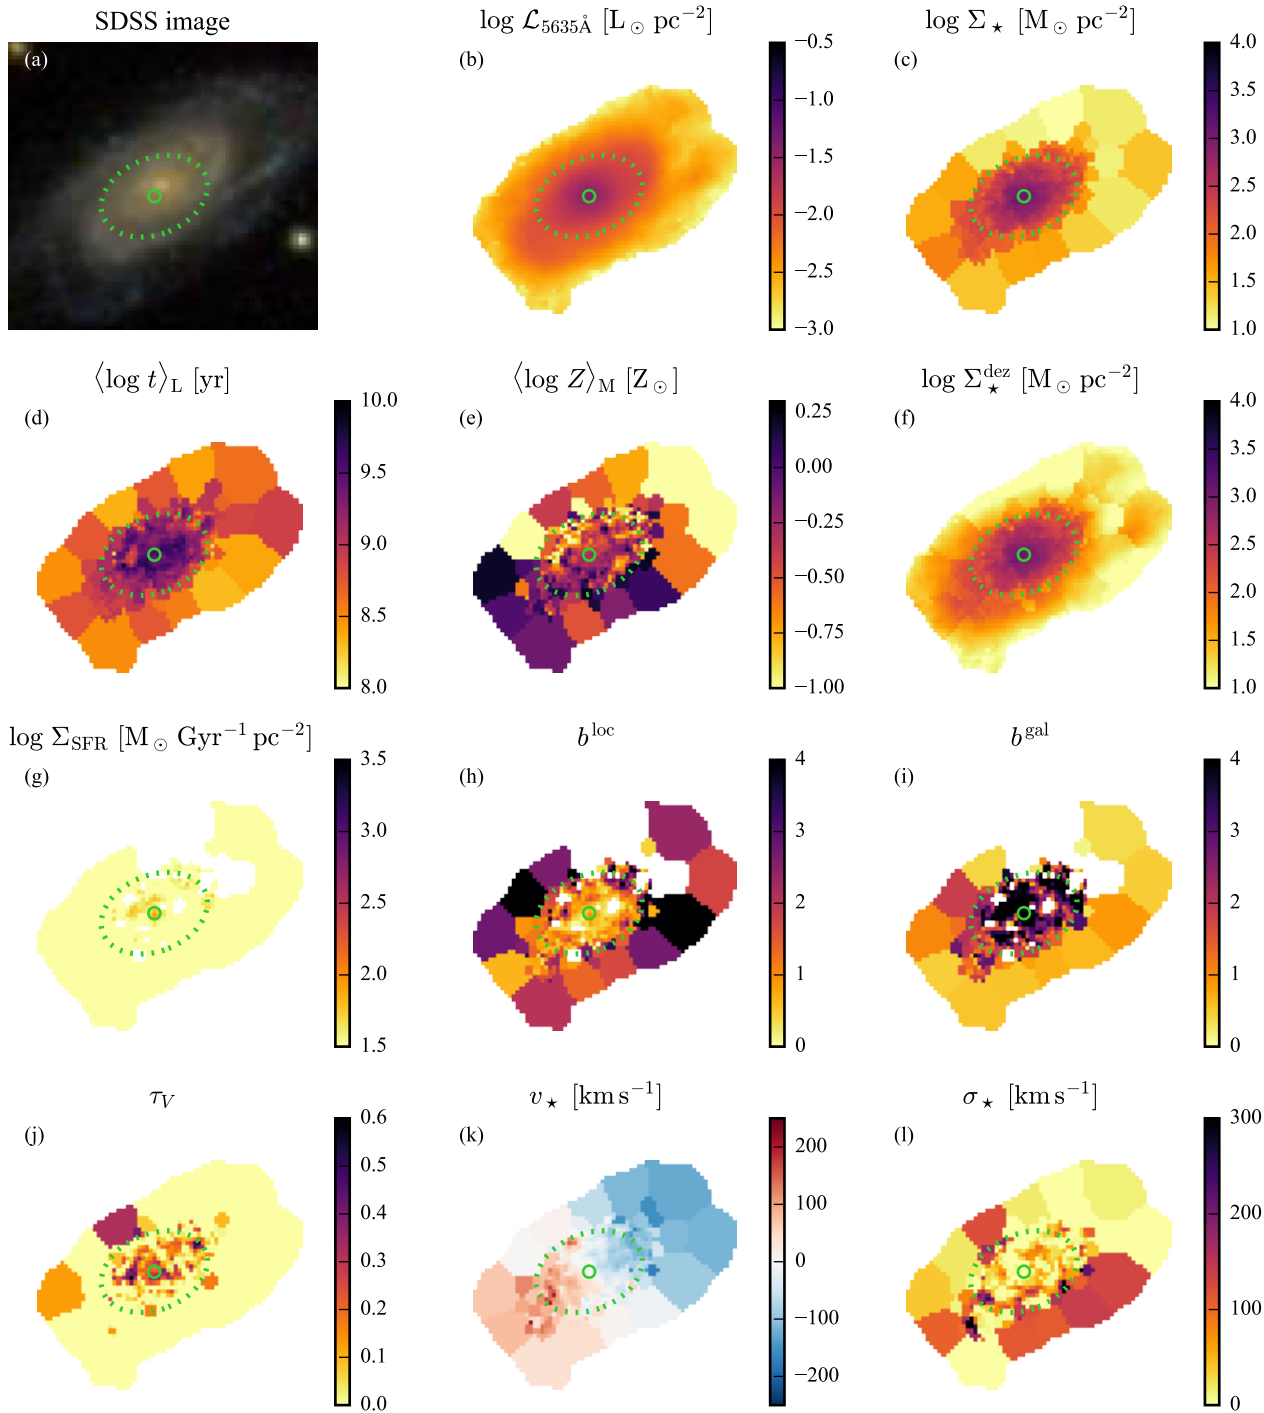 SDSS image
(a)
log ℒ₅₆₃₅Å [L⊙ pc⁻²]
(b)
−0.5
−1.0
−1.5
−2.0
−2.5
−3.0
log Σ⋆ [M⊙ pc⁻²]
(c)
4.0
3.5
3.0
2.5
2.0
1.5
1.0
⟨log t⟩L [yr]
(d)
10.0
9.5
9.0
8.5
8.0
⟨log Z⟩M [Z⊙]
(e)
0.25
0.00
−0.25
−0.50
−0.75
−1.00
log Σ⋆ᵈᵉᶻ [M⊙ pc⁻²]
(f)
4.0
3.5
3.0
2.5
2.0
1.5
1.0
log ΣSFR [M⊙ Gyr⁻¹ pc⁻²]
(g)
3.5
3.0
2.5
2.0
1.5
bˡᵒᶜ
(h)
4
3
2
1
0
bᵍᵃˡ
(i)
4
3
2
1
0
τV
(j)
0.6
0.5
0.4
0.3
0.2
0.1
0.0
v⋆ [km s⁻¹]
(k)
200
100
0
−100
−200
σ⋆ [km s⁻¹]
(l)
300
200
100
0